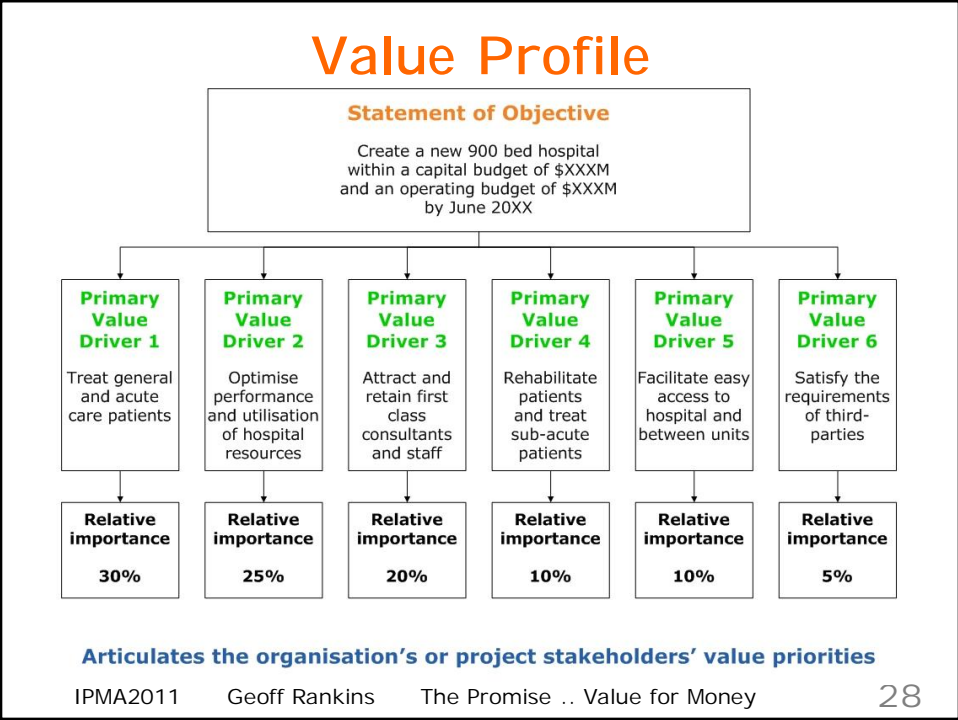 Value Profile
Statement of Objective
Create a new 900 bed hospital
within a capital budget of $XXXM
and an operating budget of $XXXM
by June 20XX
Primary
Value
Driver 1
Treat general
and acute
care patients
Primary
Value
Driver 2
Optimise
performance
and utilisation
of hospital
resources
Primary
Value
Driver 3
Attract and
retain first
class
consultants
and staff
Primary
Value
Driver 4
Rehabilitate
patients
and treat
sub-acute
patients
Primary
Value
Driver 5
Facilitate easy
access to
hospital and
between units
Primary
Value
Driver 6
Satisfy the
requirements
of third-
parties
Relative
importance
30%
Relative
importance
25%
Relative
importance
20%
Relative
importance
10%
Relative
importance
10%
Relative
importance
5%
Articulates the organisation's or project stakeholders' value priorities
IPMA2011 Geoff Rankins The Promise .. Value for Money 28